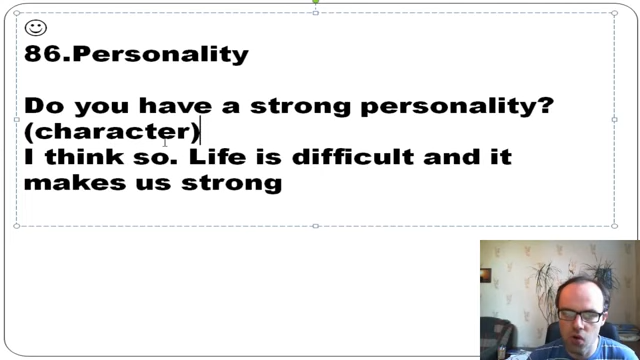 ☺
86.Personality
Do you have a strong personality?
(character)
I think so. Life is difficult and it
makes us strong